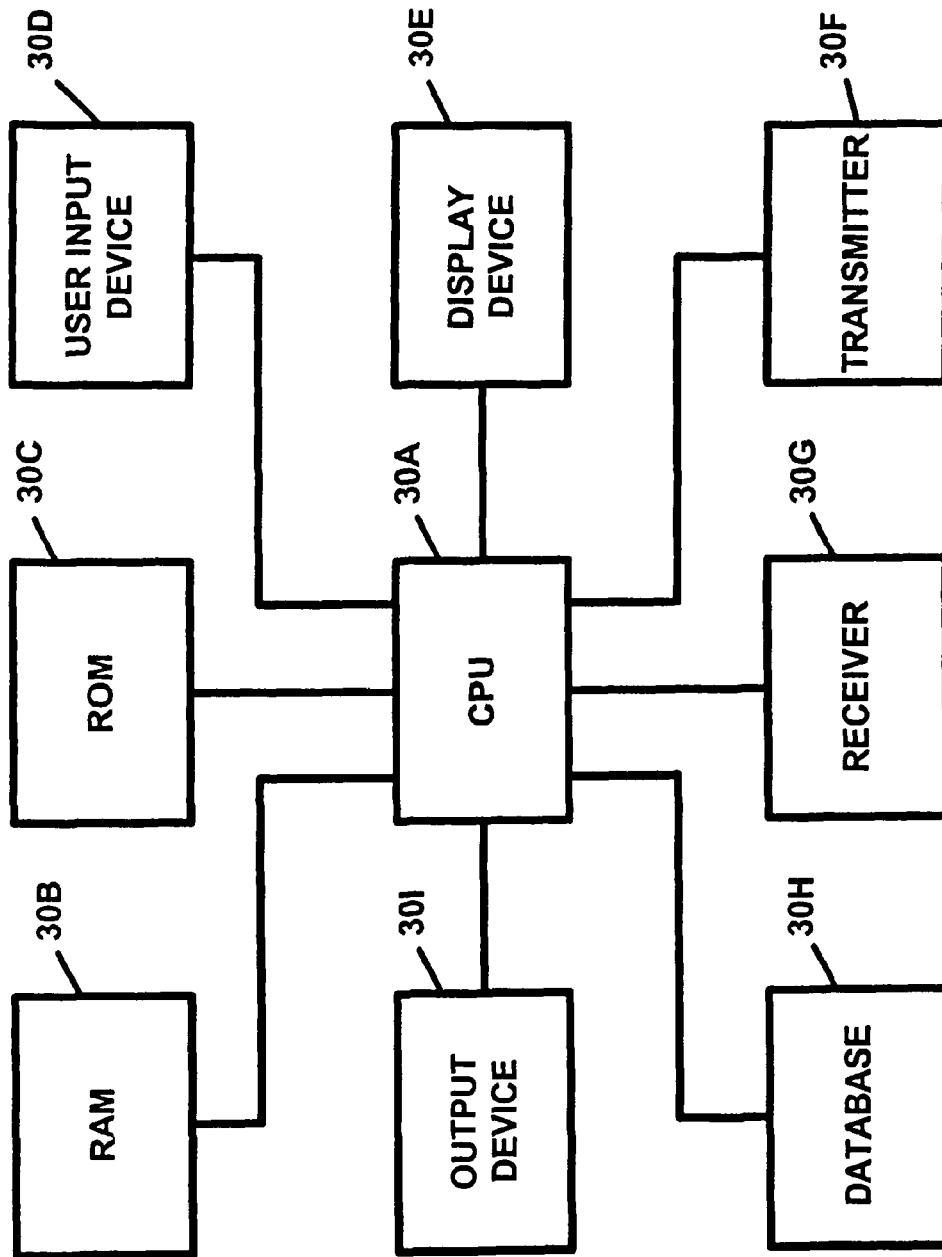 30B
30C
30D
RAM
ROM
USER INPUT
DEVICE
30I
30A
30E
OUTPUT
DEVICE
CPU
DISPLAY
DEVICE
30H
30G
30F
DATABASE
RECEIVER
TRANSMITTER